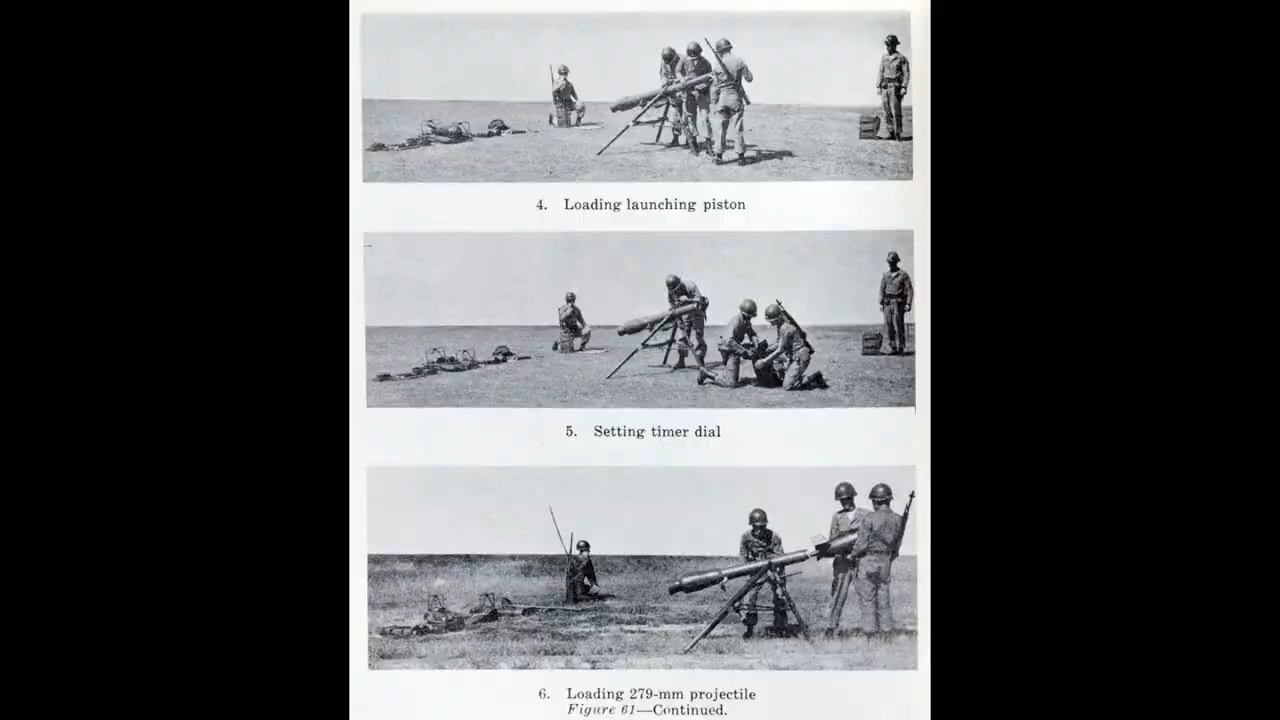 4. Loading launching piston
5. Setting timer dial
6. Loading 279-mm projectile
Figure 61—Continued.